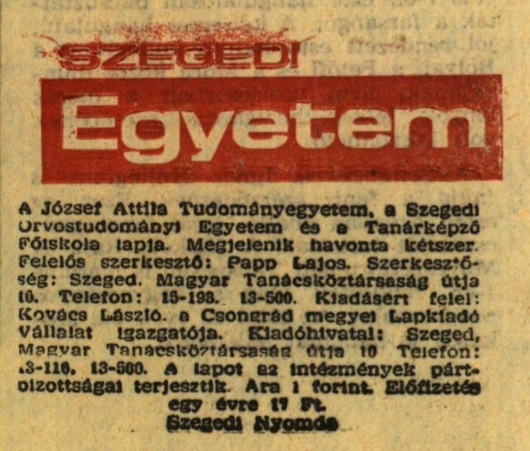 SZEGEDI
Egyetem
A József Attila Tudományegyetem, a Szegedi
Orvostudományi Egyetem és a Tanárképző
Főiskola lapja. Megjelenik havonta kétszer.
Felelős szerkesztő: Papp Lajos. Szerkesztő-
ség: Szeged, Magyar Tanácsköztársaság útja
10. Telefon: 15-198. 13-500. Kiadásért felel:
Kovács László, a Csongrád megyei Lapkiadó
Vállalat igazgatója. Kiadóhivatal: Szeged,
Magyar Tanácsköztársaság útja 10 Telefon:
13-116, 13-500. A lapot az intézmények párt-
bizottságai terjesztik. Ára 1 forint. Előfizetés
egy évre 17 Ft.
Szegedi Nyomda